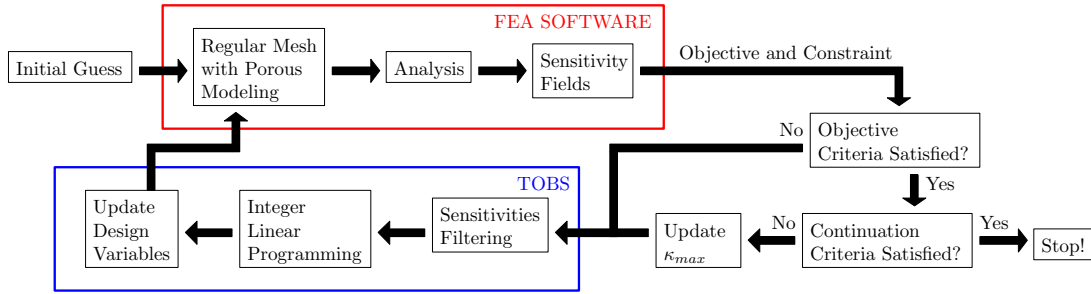 FEA SOFTWARE
Initial Guess
Regular Mesh
with Porous
Modeling
Analysis
Sensitivity
Fields
Objective and Constraint
No
Objective
Criteria Satisfied?
Yes
TOBS
Update
Design
Variables
Integer
Linear
Programming
Sensitivities
Filtering
Update
κmax
No
Continuation
Criteria Satisfied?
Yes
Stop!